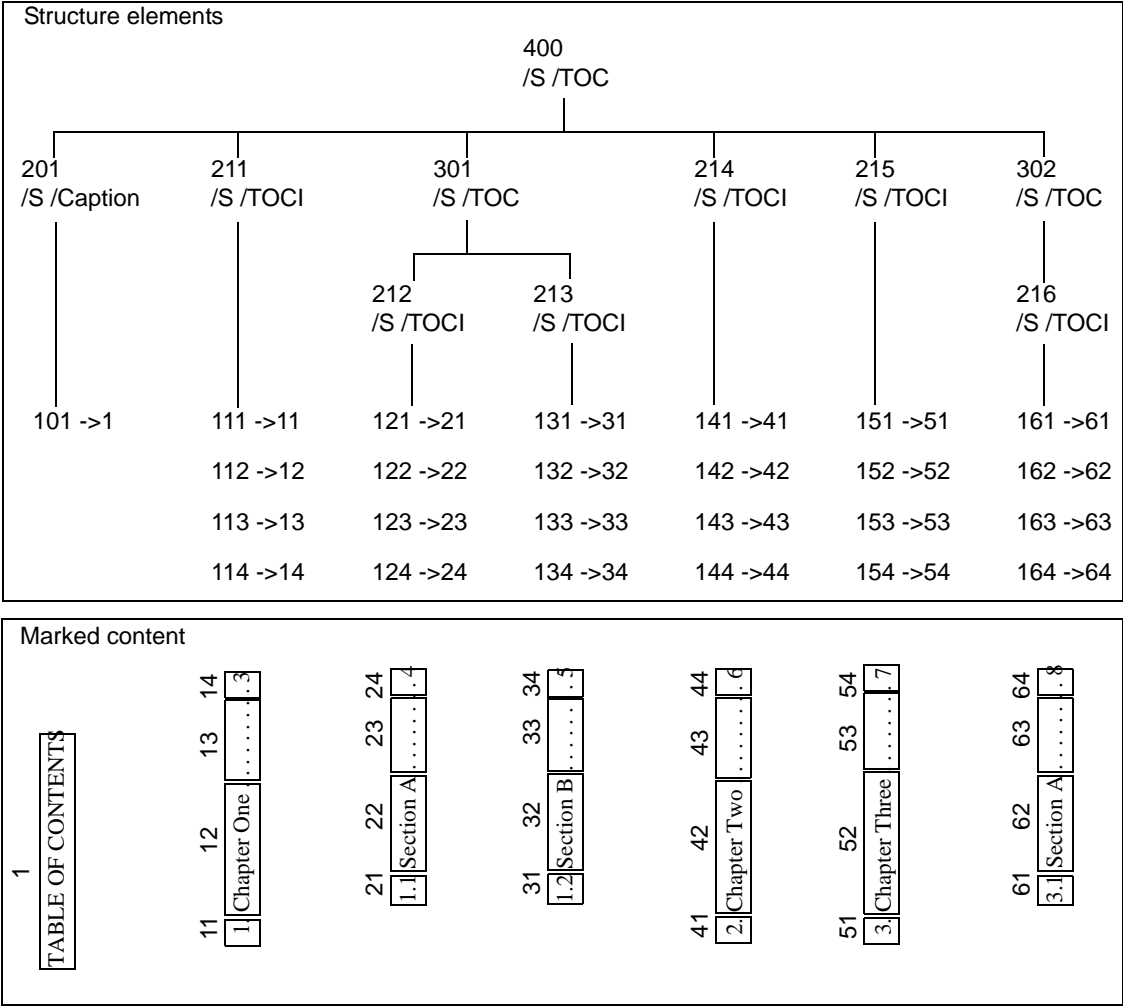 Structure elements
400
/S /TOC
201 211 301 214 215 302
/S /Caption /S /TOCI /S /TOC /S /TOCI /S /TOCI /S /TOC
212 213 216
/S /TOCI /S /TOCI /S /TOCI
101 ->1 111 ->11 121 ->21 131 ->31 141 ->41 151 ->51 161 ->61
112 ->12 122 ->22 132 ->32 142 ->42 152 ->52 162 ->62
113 ->13 123 ->23 133 ->33 143 ->43 153 ->53 163 ->63
114 ->14 124 ->24 134 ->34 144 ->44 154 ->54 164 ->64
Marked content
1
TABLE OF CONTENTS
11 12 13 14
1. Chapter One . . . . . . . . 3
21 22 23 24
1.1 Section A . . . . . . . . 4
31 32 33 34
1.2 Section B . . . . . . . 5
41 42 43 44
2. Chapter Two . . . . . . . . 6
51 52 53 54
3. Chapter Three . . . . . . . . 7
61 62 63 64
3.1 Section A . . . . . . . . 8